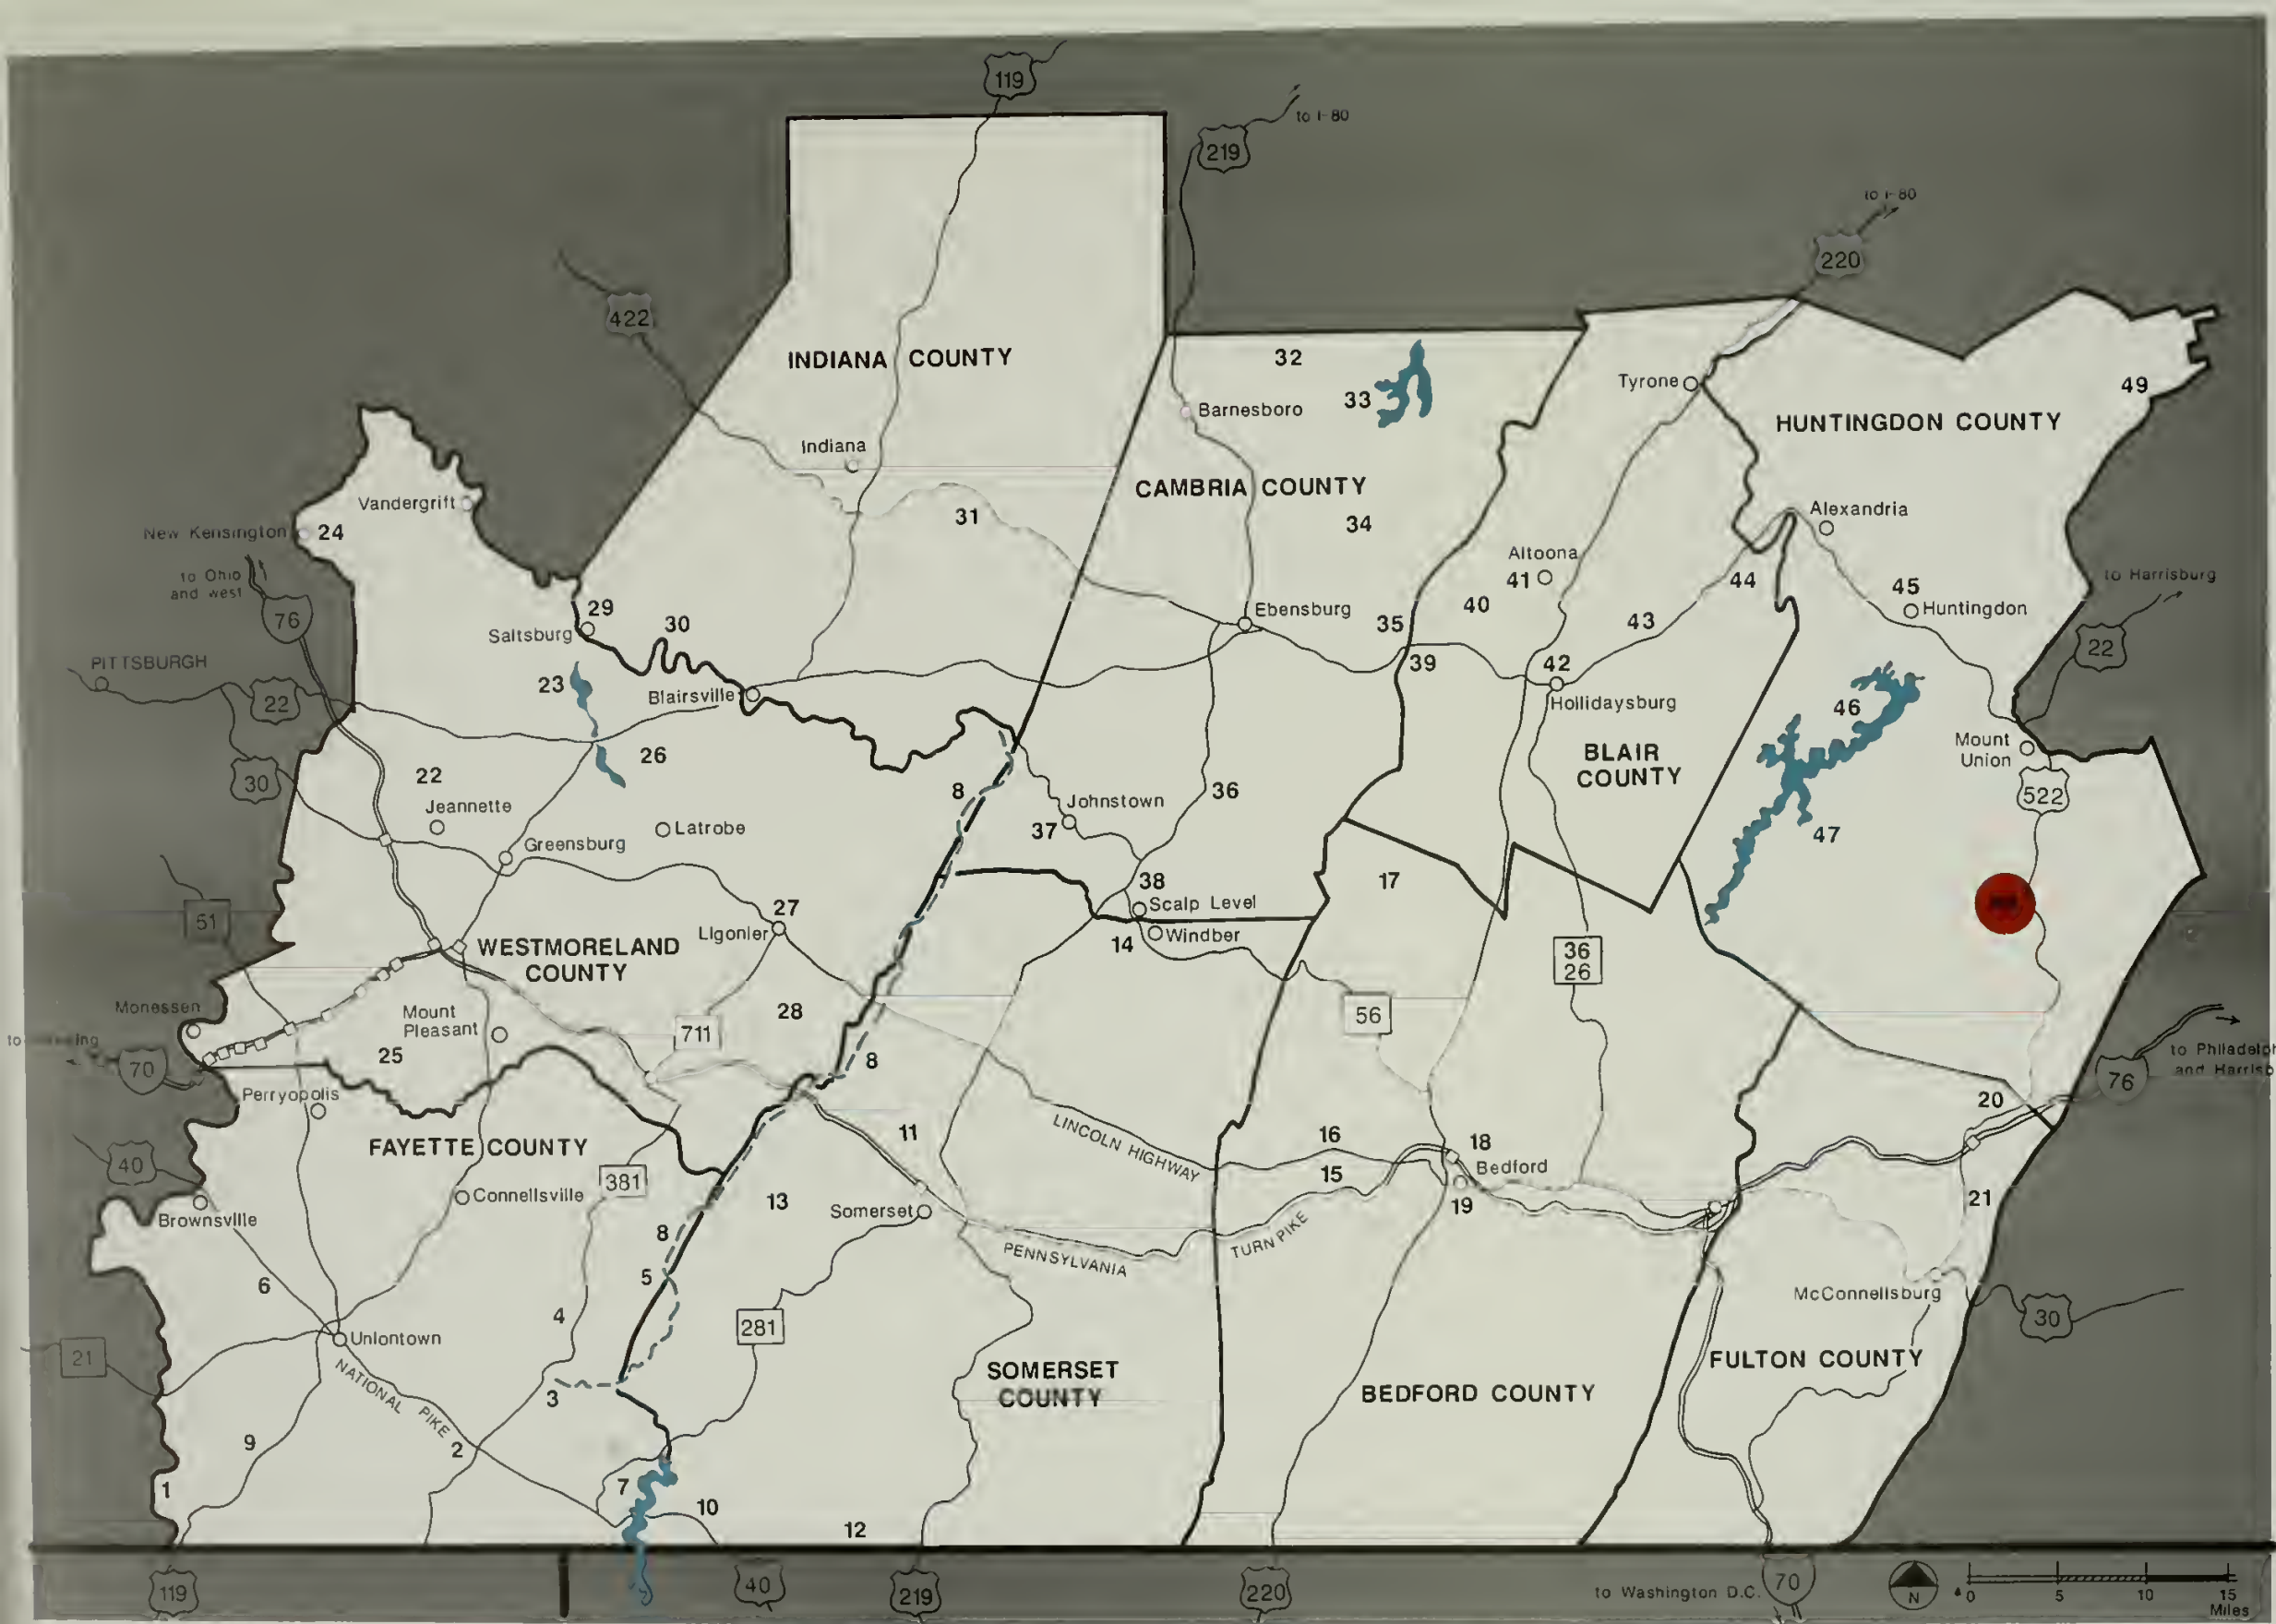 119
to I-80
219
to I-80
220
422
INDIANA COUNTY
32
33
Tyrone
49
Barnesboro
HUNTINGDON COUNTY
Indiana
CAMBRIA COUNTY
Vandergrift
31
34
Alexandria
New Kensington
24
Altoona
41
44
to Harrisburg
to Ohio
and west
76
29
30
Ebensburg
35
40
43
45
Huntingdon
Saltsburg
22
PITTSBURGH
23
Blairsville
39
42
Hollidaysburg
46
22
26
BLAIR
COUNTY
Mount
Union
30
22
Jeannette
8
Johnstown
36
522
Latrobe
37
47
Greensburg
38
17
51
27
Ligonier
Scalp Level
WESTMORELAND
COUNTY
14
Windber
36
26
Monessen
Mount
Pleasant
28
711
56
to
70
25
8
to Philadelph
and Harrisb
76
Perryopolis
20
FAYETTE COUNTY
11
LINCOLN HIGHWAY
16
18
Bedford
40
381
13
15
19
21
Connellsville
Somerset
Brownsville
8
PENNSYLVANIA
TURNPIKE
5
6
McConnellsburg
4
281
30
Uniontown
21
NATIONAL PIKE
SOMERSET
COUNTY
FULTON COUNTY
3
BEDFORD COUNTY
9
2
1
7
10
12
119
40
219
220
to Washington D.C.
70
N
0 5 10 15
Miles